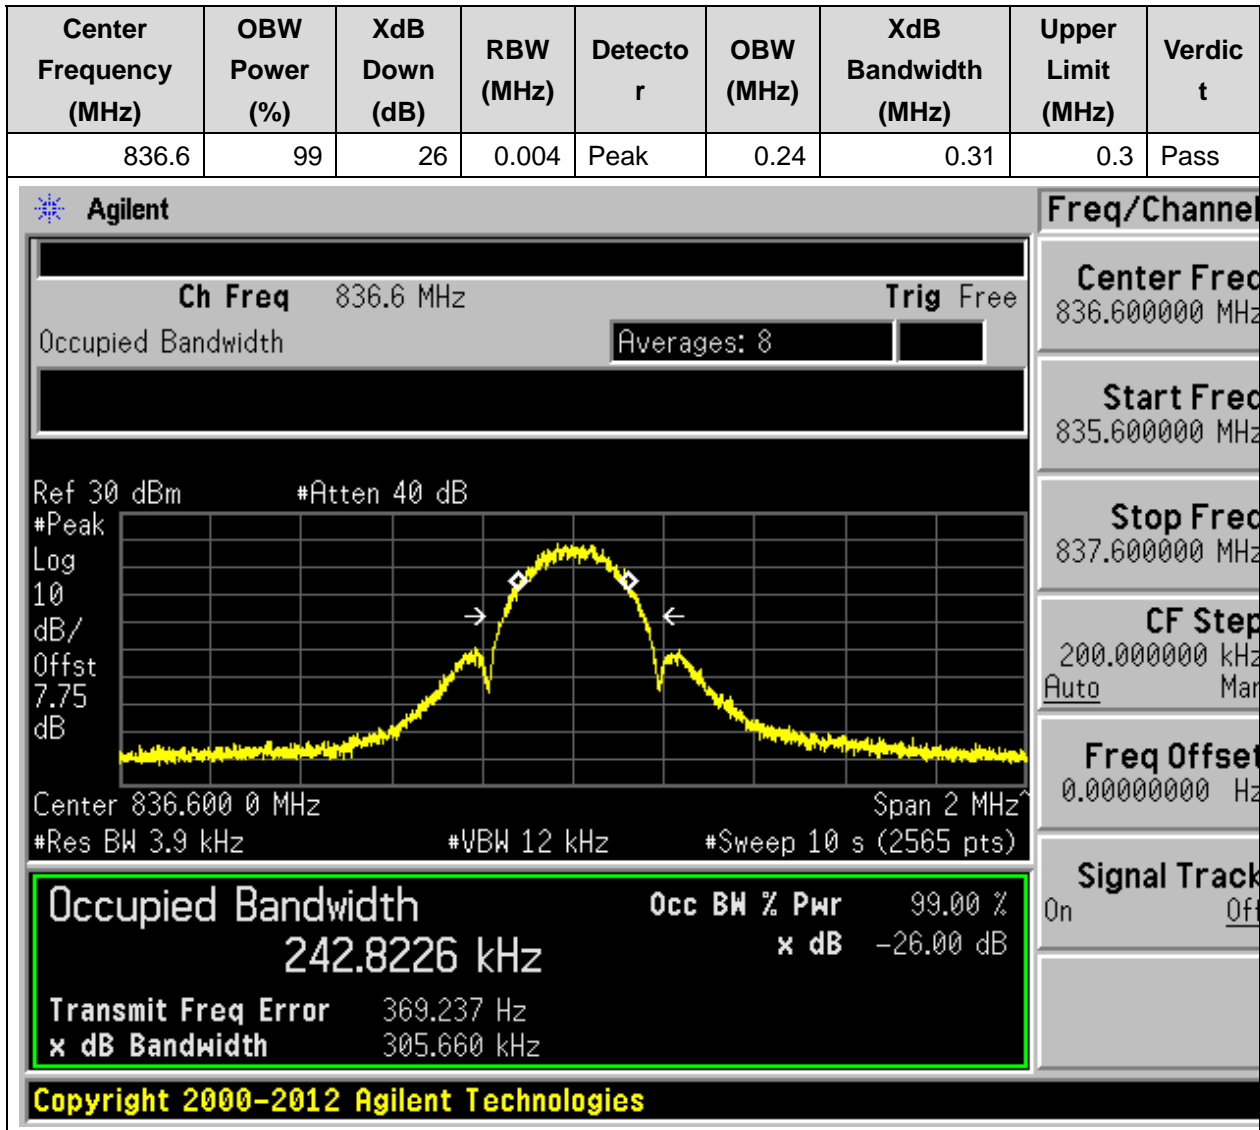 Center Frequency (MHz) OBW Power (%) XdB Down (dB) RBW (MHz) Detecto r OBW (MHz) XdB Bandwidth (MHz) Upper Limit (MHz) Verdic t
836.6 99 26 0.004 Peak 0.24 0.31 0.3 Pass
Agilent
Freq/Channel
Ch Freq 836.6 MHz Trig Free
Occupied Bandwidth Averages: 8
Center Freq
836.600000 MHz
Start Freq
835.600000 MHz
Stop Freq
837.600000 MHz
CF Step
200.000000 kHz
Auto Man
Freq Offset
0.00000000 Hz
Signal Track
On Off
Ref 30 dBm #Atten 40 dB
#Peak
Log
10
dB/
Offst
7.75
dB
Center 836.600 0 MHz Span 2 MHz^
#Res BW 3.9 kHz #VBW 12 kHz #Sweep 10 s (2565 pts)
Occupied Bandwidth
242.8226 kHz
Occ BW % Pwr 99.00 %
x dB -26.00 dB
Transmit Freq Error 369.237 Hz
x dB Bandwidth 305.660 kHz
Copyright 2000-2012 Agilent Technologies